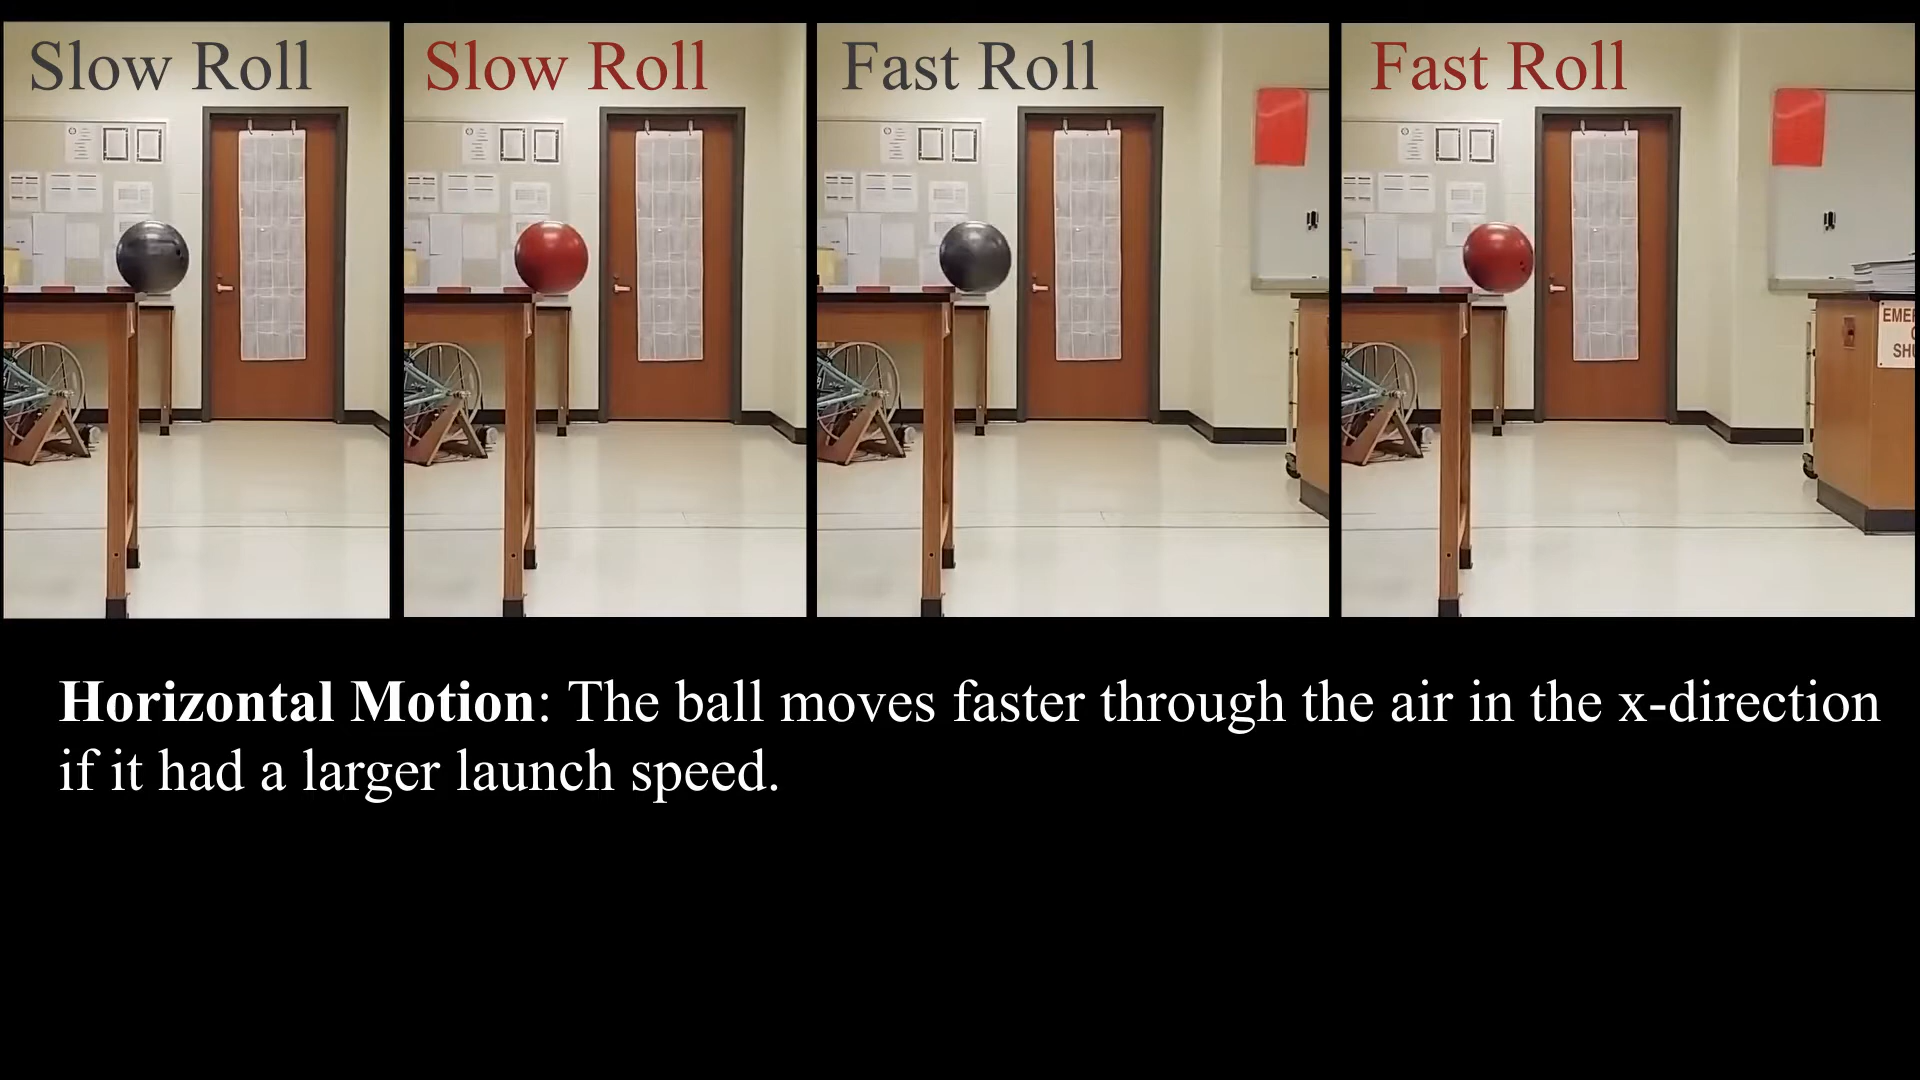 Slow Roll
Slow Roll
Fast Roll
Fast Roll
SHU
Horizontal Motion: The ball moves faster through the air in the x-direction
if it had a larger launch speed.